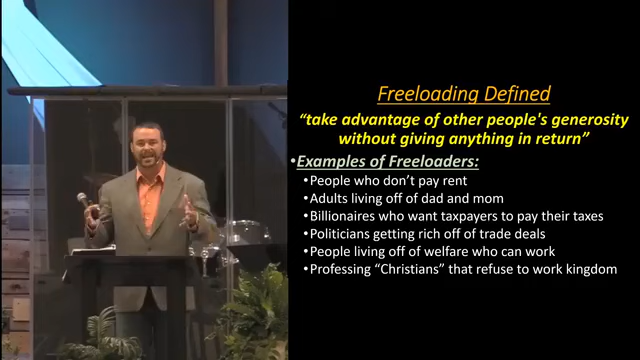 Freeloading Defined
“take advantage of other people's generosity
without giving anything in return”
•Examples of Freeloaders:
•People who don’t pay rent
•Adults living off of dad and mom
•Billionaires who want taxpayers to pay their taxes
•Politicians getting rich off of trade deals
•People living off of welfare who can work
•Professing “Christians” that refuse to work kingdom